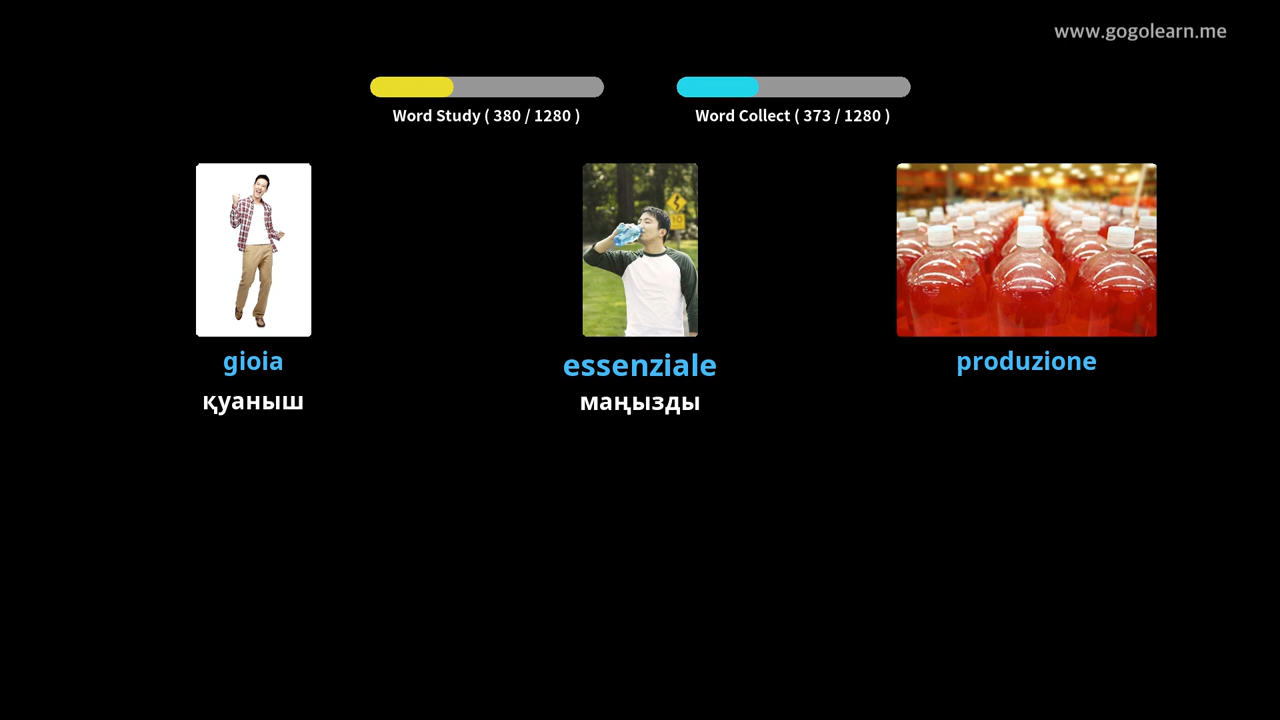 www.gogolearn.me
Word Study ( 380 / 1280 )
Word Collect ( 373 / 1280 )
gioia
қуаныш
essenziale
маңызды
produzione